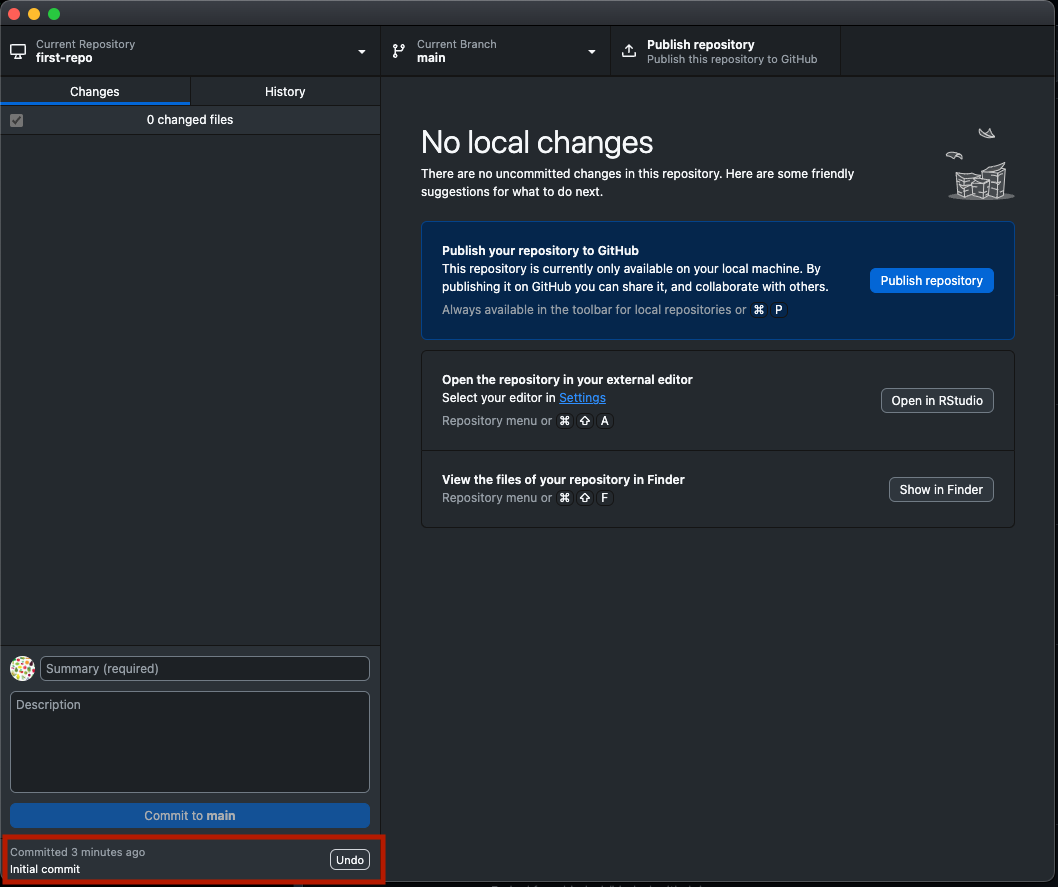 Current Repository
first-repo
Current Branch
main
Publish repository
Publish this repository to GitHub
Changes
History
0 changed files
No local changes
There are no uncommitted changes in this repository. Here are some friendly
suggestions for what to do next.
Publish your repository to GitHub
This repository is currently only available on your local machine. By
publishing it on GitHub you can share it, and collaborate with others.
Always available in the toolbar for local repositories or ⌘ P
Publish repository
Open the repository in your external editor
Select your editor in Settings
Repository menu or ⌘ ⇧ A
Open in RStudio
View the files of your repository in Finder
Repository menu or ⌘ ⇧ F
Show in Finder
Summary (required)
Description
Commit to main
Committed 3 minutes ago
Initial commit
Undo